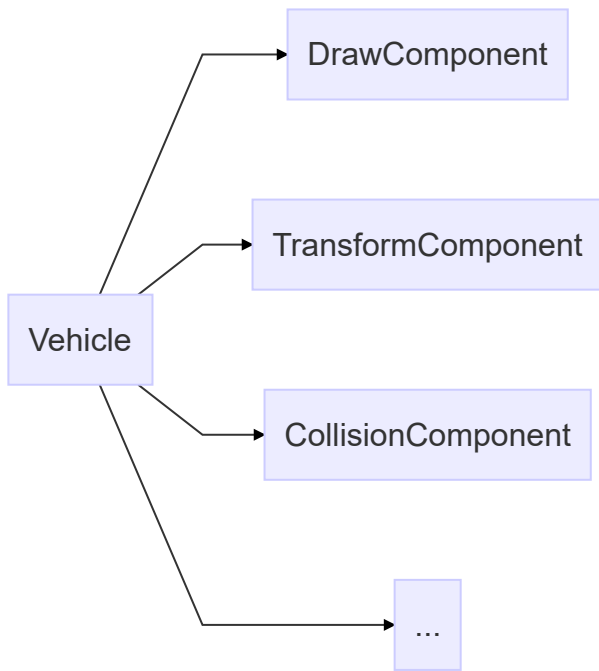 DrawComponent
TransformComponent
Vehicle
CollisionComponent
...